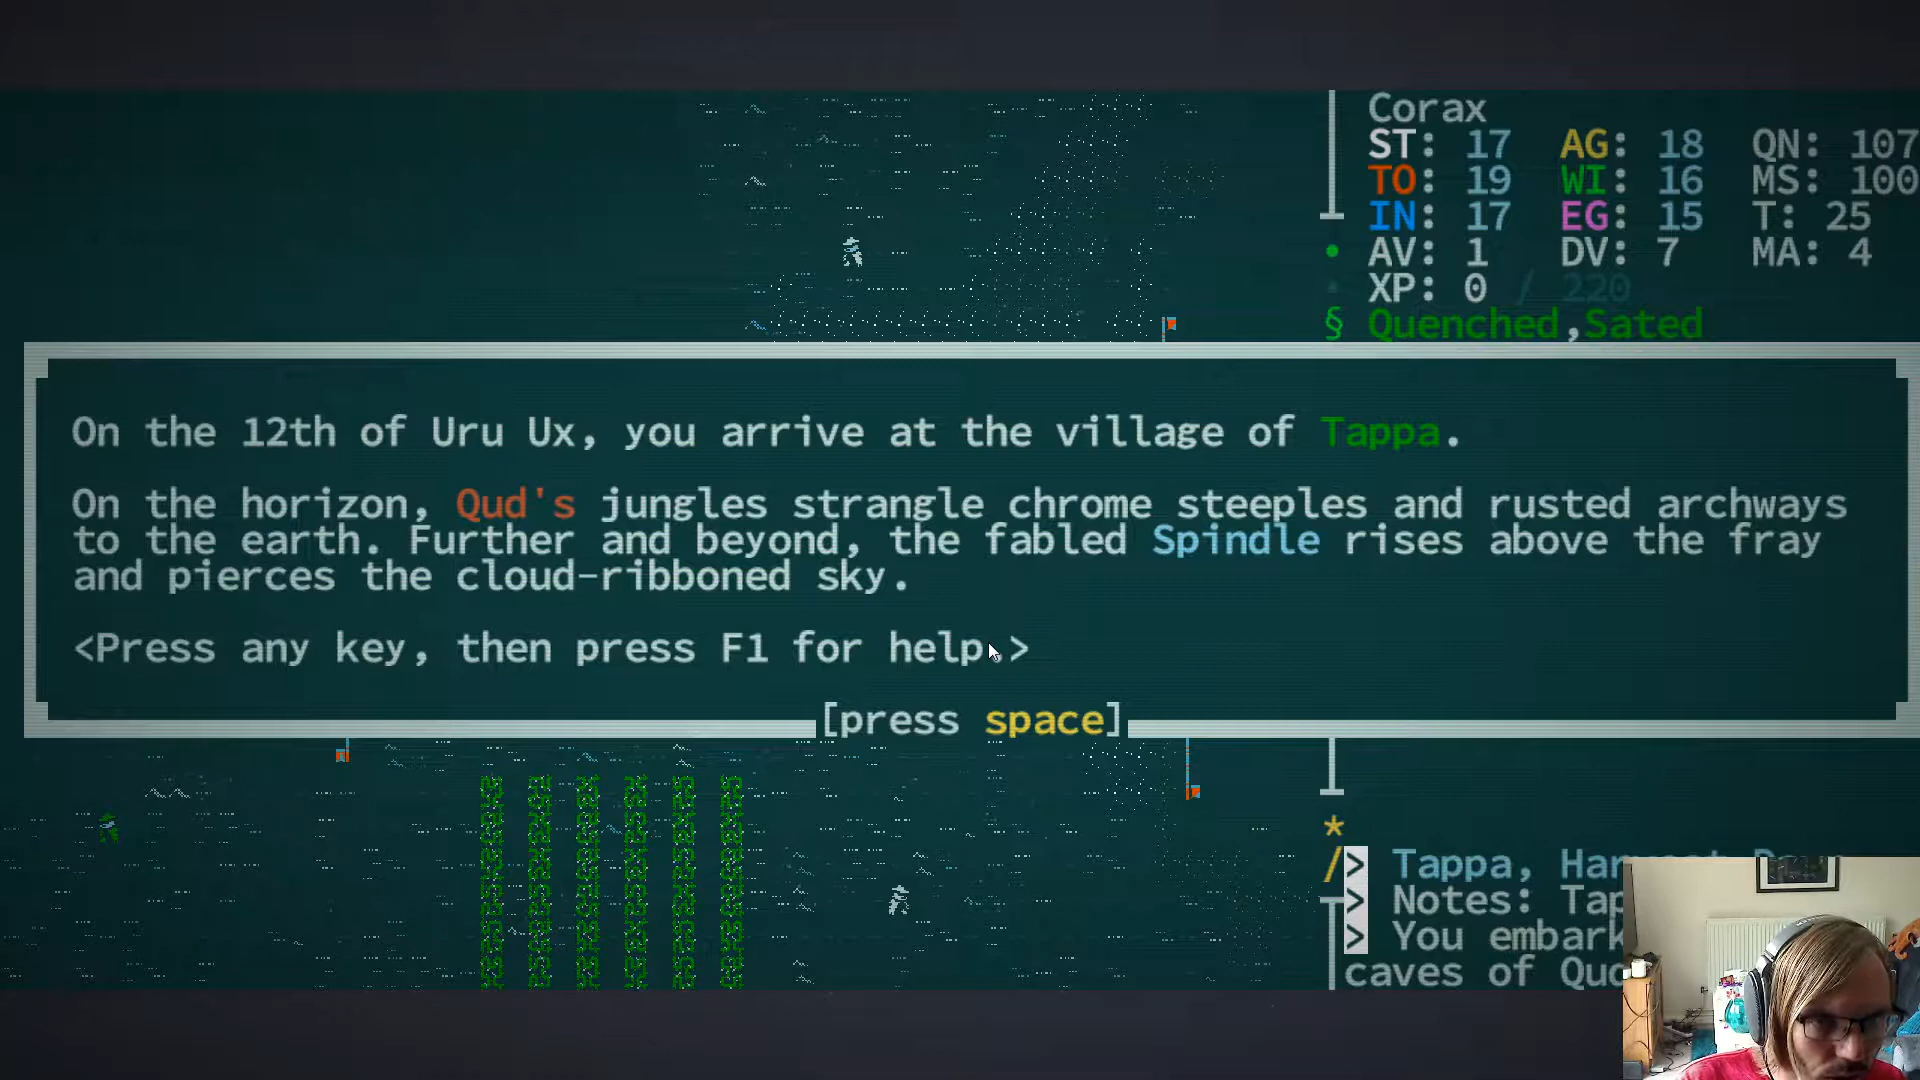 Corax
ST: 17 AG: 18 QN: 107
TO: 19 WI: 16 MS: 100
IN: 17 EG: 15 T: 25
AV: 1 DV: 7 MA: 4
XP: 0 / 220
§ Quenched,Sated
On the 12th of Uru Ux, you arrive at the village of Tappa.
On the horizon, Qud's jungles strangle chrome steeples and rusted archways
to the earth. Further and beyond, the fabled Spindle rises above the fray
and pierces the cloud-ribboned sky.
<Press any key, then press F1 for help.>
[press space]
*
/> Tappa,
> Notes:
> You
caves of